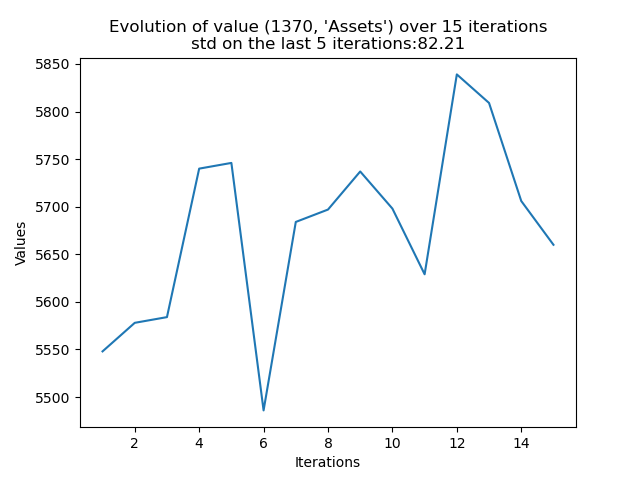 Evolution of value (1370, 'Assets') over 15 iterations
std on the last 5 iterations:82.21
5850
5800
5750
5700
5650
5600
5550
5500
Values
2 4 6 8 10 12 14
Iterations